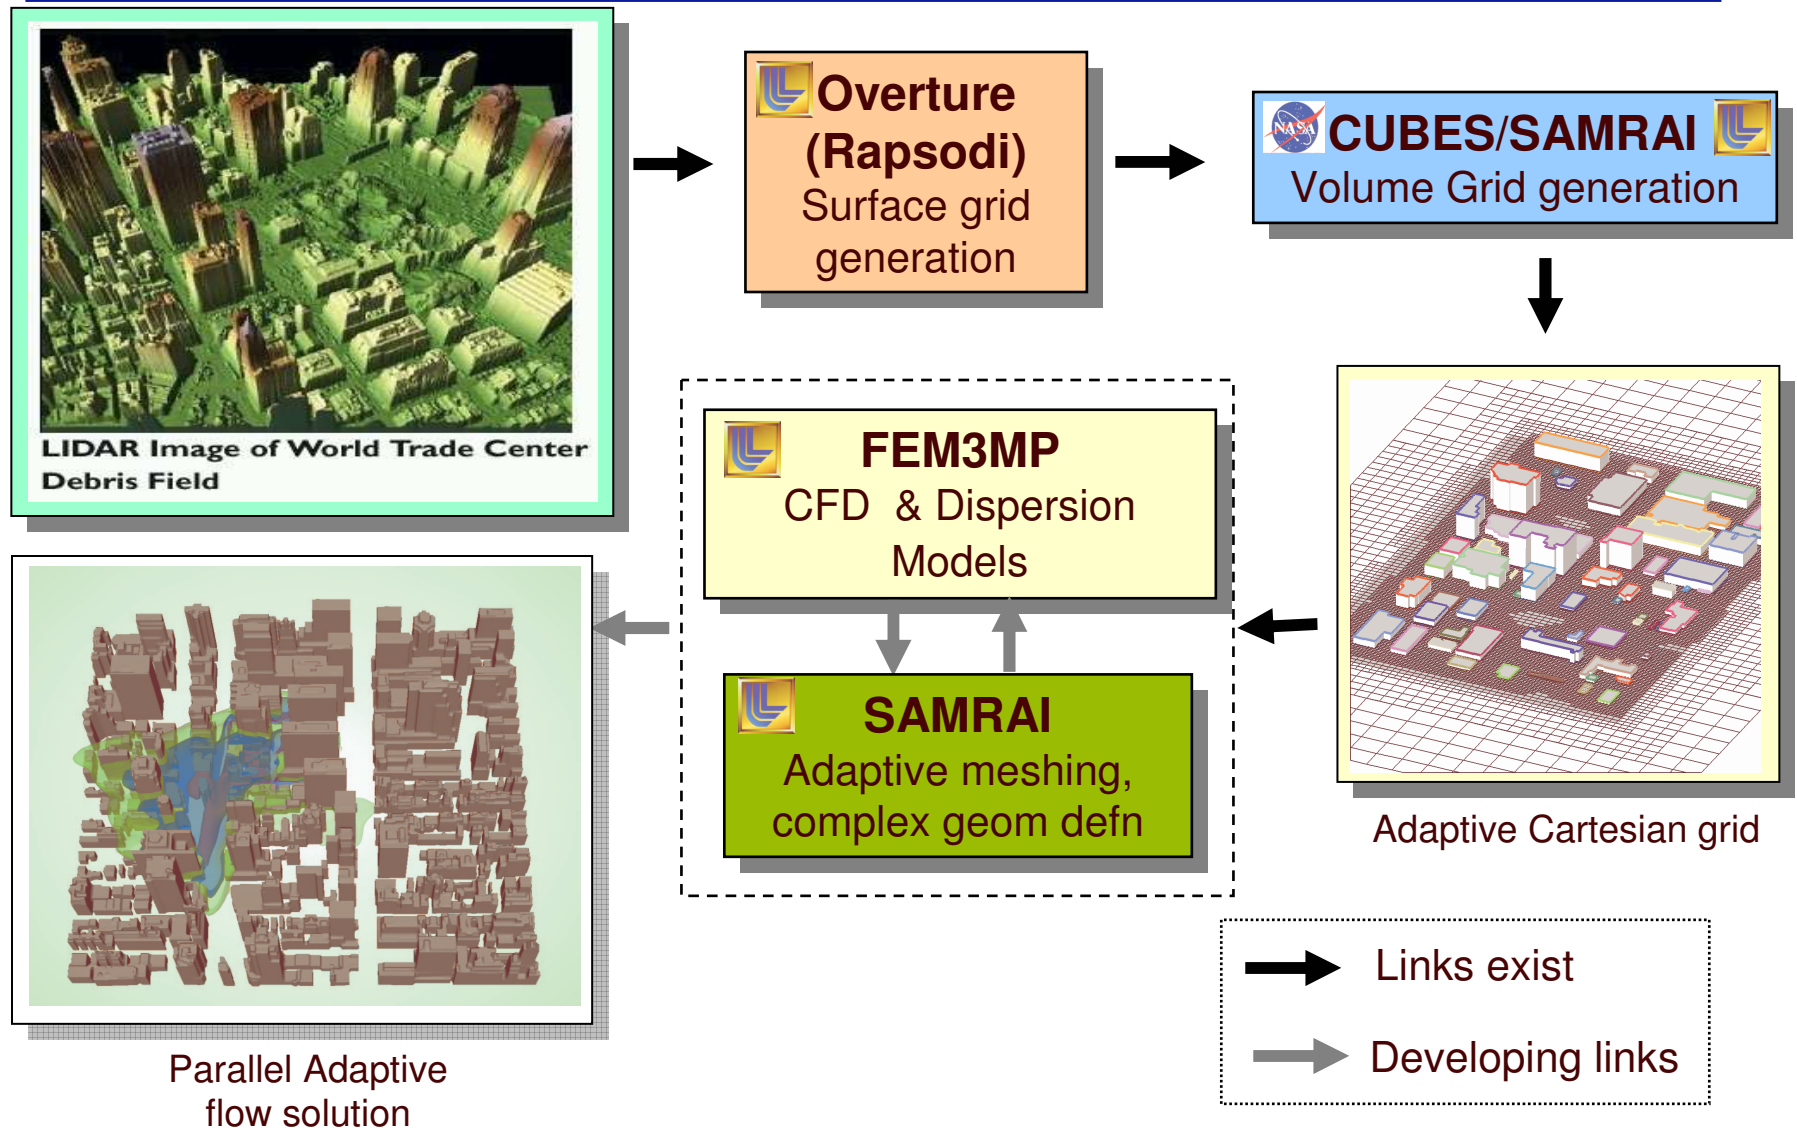 LIDAR Image of World Trade Center
Debris Field
Overture
(Rapsodi)
Surface grid
generation
NASA
CUBES/SAMRAI
Volume Grid generation
Adaptive Cartesian grid
FEM3MP
CFD & Dispersion
Models
SAMRAI
Adaptive meshing,
complex geom defn
Parallel Adaptive
flow solution
Links exist
Developing links